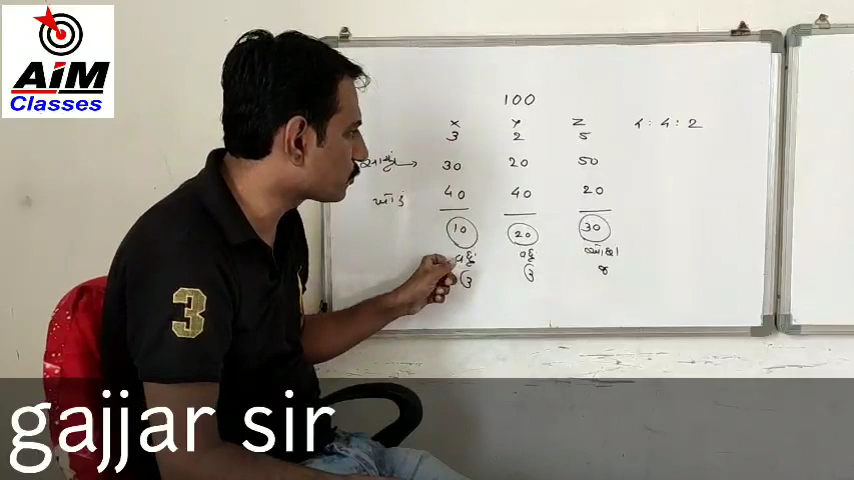 AIM
Classes
100
X Y Z 4 : 4 : 2
3 2 5
30 20 50
ખોટું 40 40 20
10 20 30
વધુ વધુ ઓછા
ઉ ઉ જ
3
gajjar sir